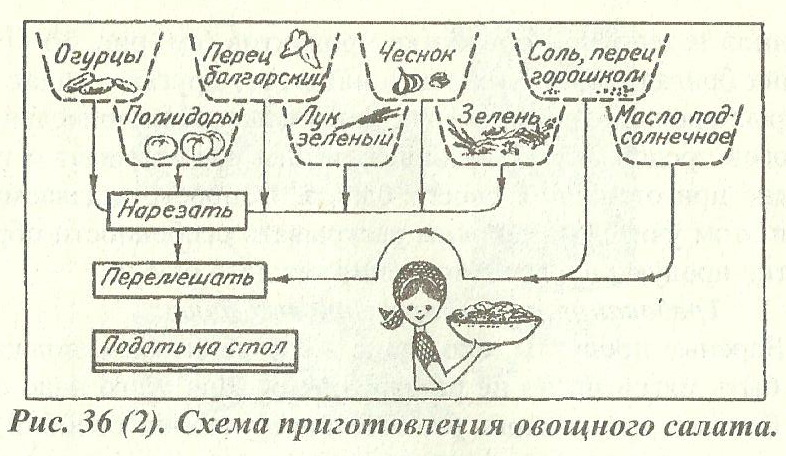 Огурцы
Перец
болгарский
Чеснок
Соль, перец
горошком
Помидоры
Лук
зеленый
Зелень
Масло под-
солнечное
Нарезать
Перемешать
Подать на стол
Рис. 36 (2). Схема приготовления овощного салата.